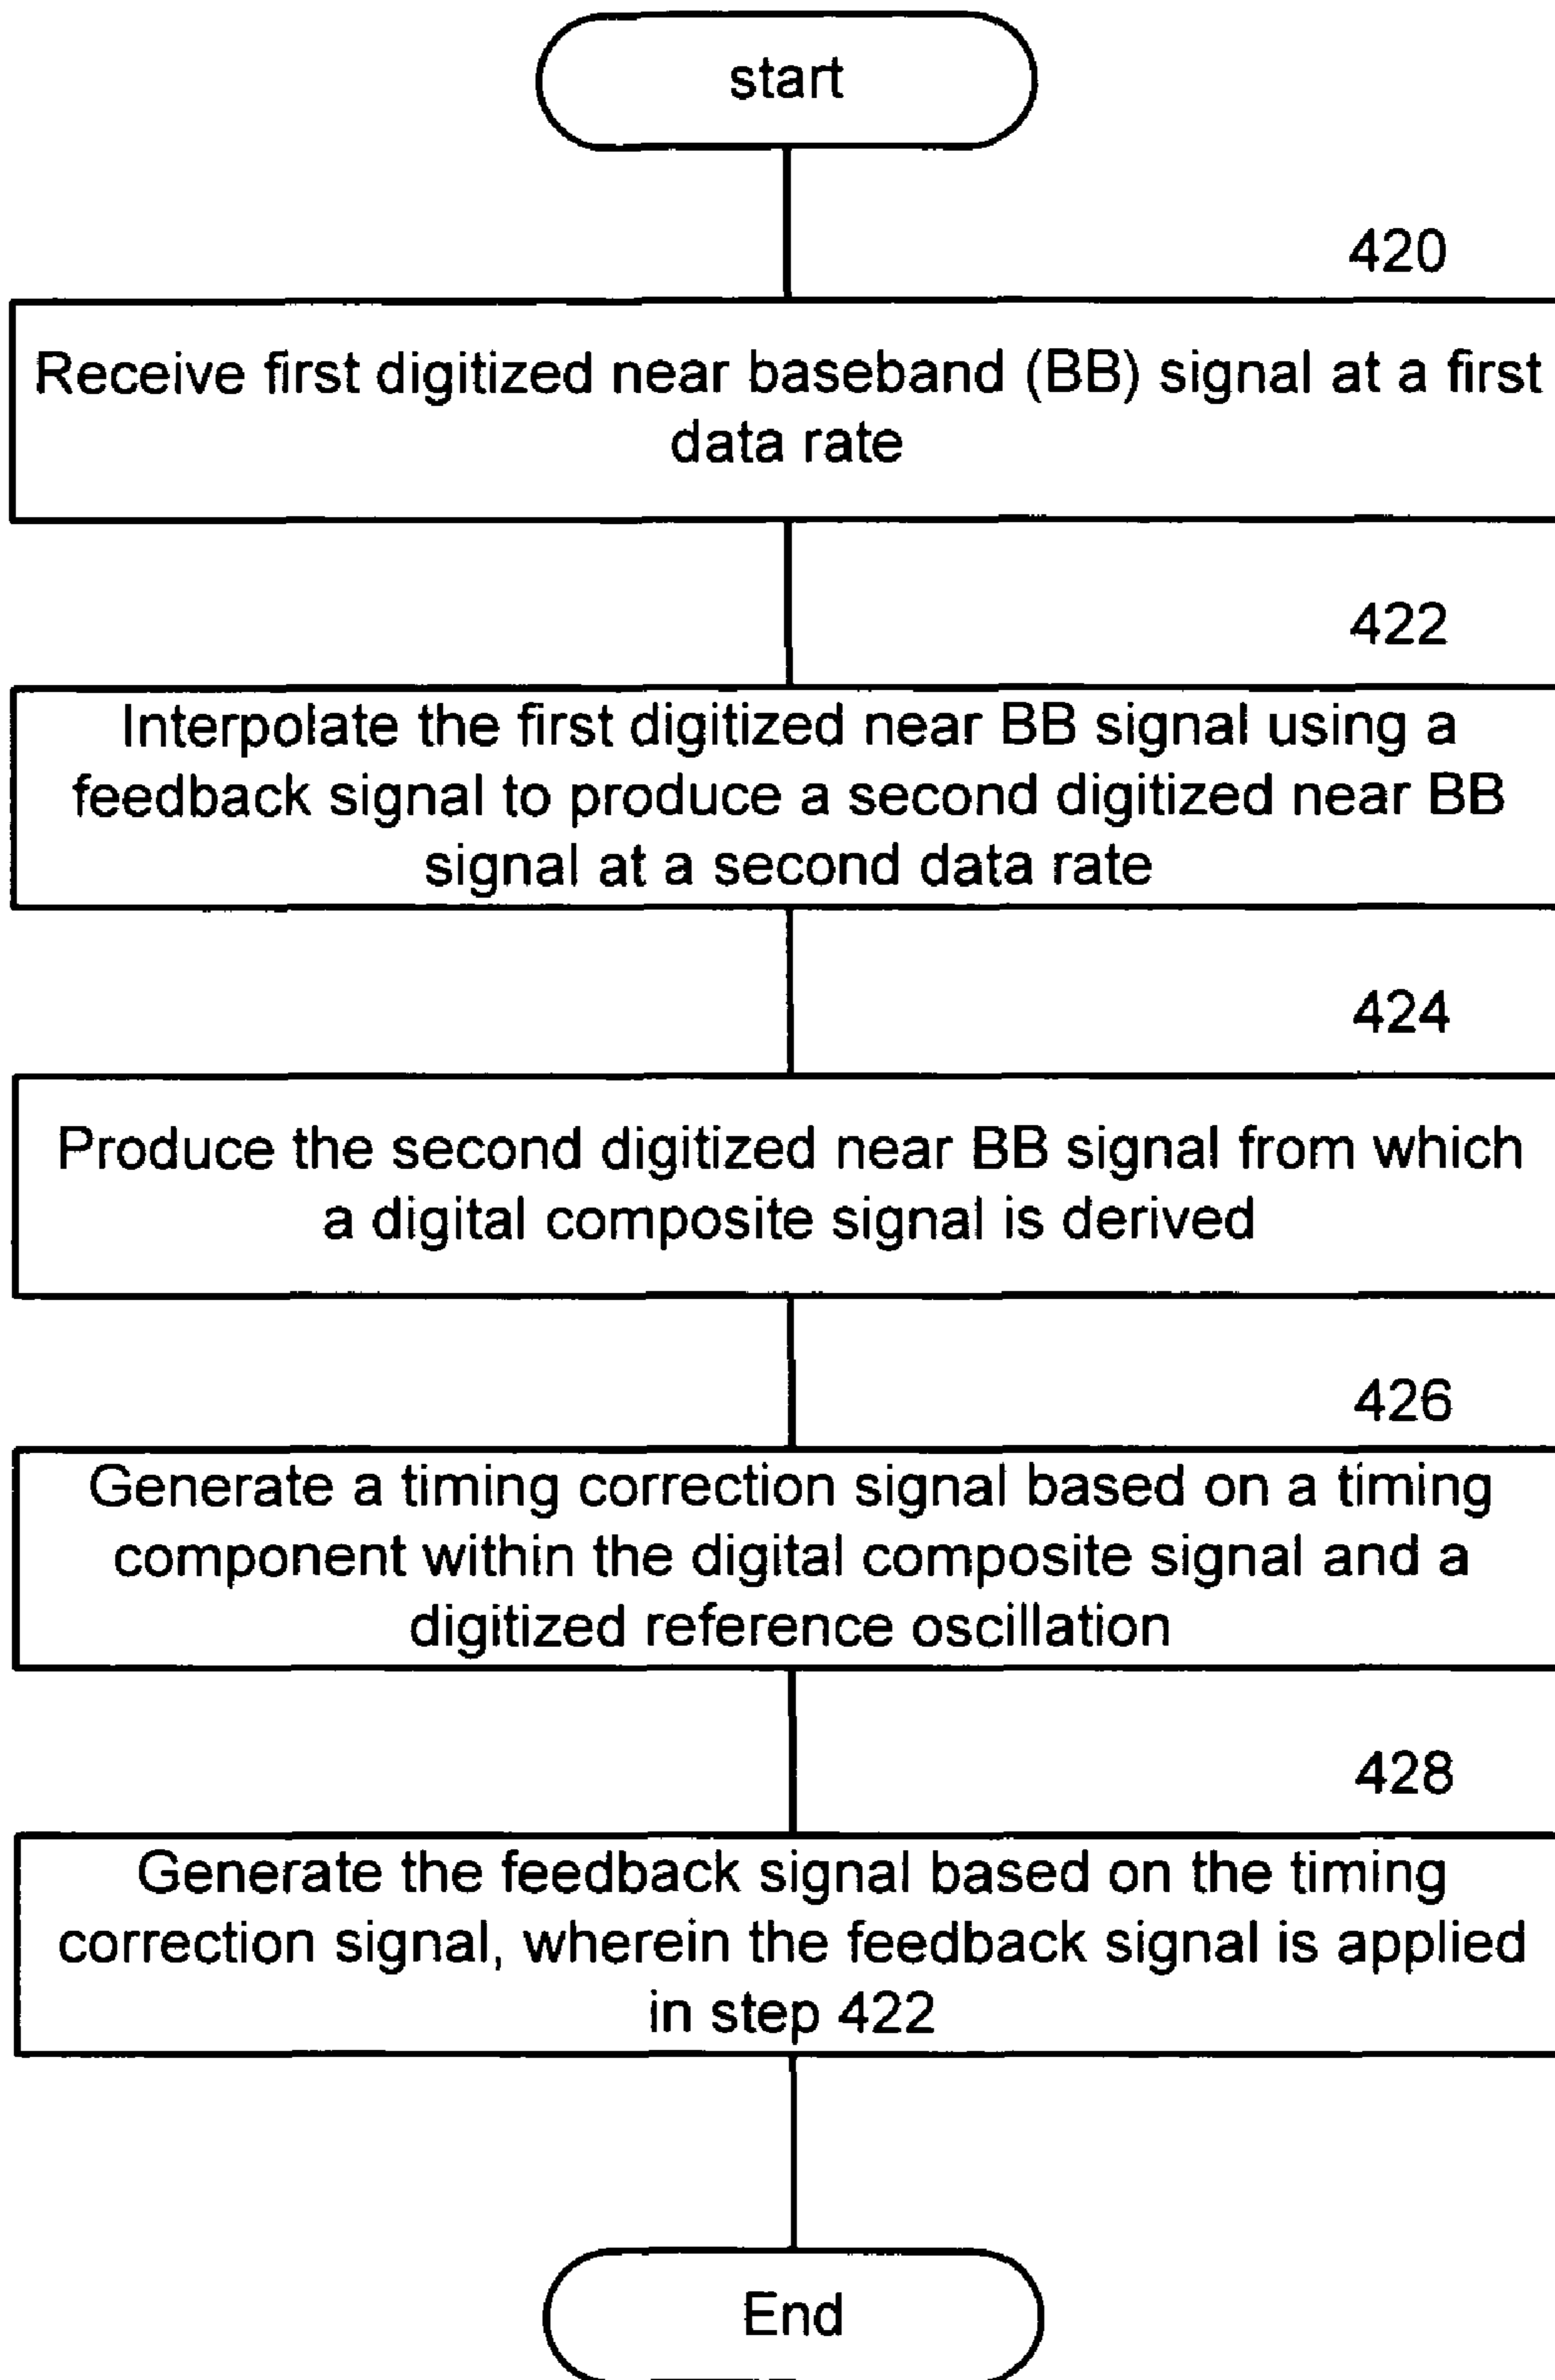 start
420
Receive first digitized near baseband (BB) signal at a first
data rate
422
Interpolate the first digitized near BB signal using a
feedback signal to produce a second digitized near BB
signal at a second data rate
424
Produce the second digitized near BB signal from which
a digital composite signal is derived
426
Generate a timing correction signal based on a timing
component within the digital composite signal and a
digitized reference oscillation
428
Generate the feedback signal based on the timing
correction signal, wherein the feedback signal is applied
in step 422
End